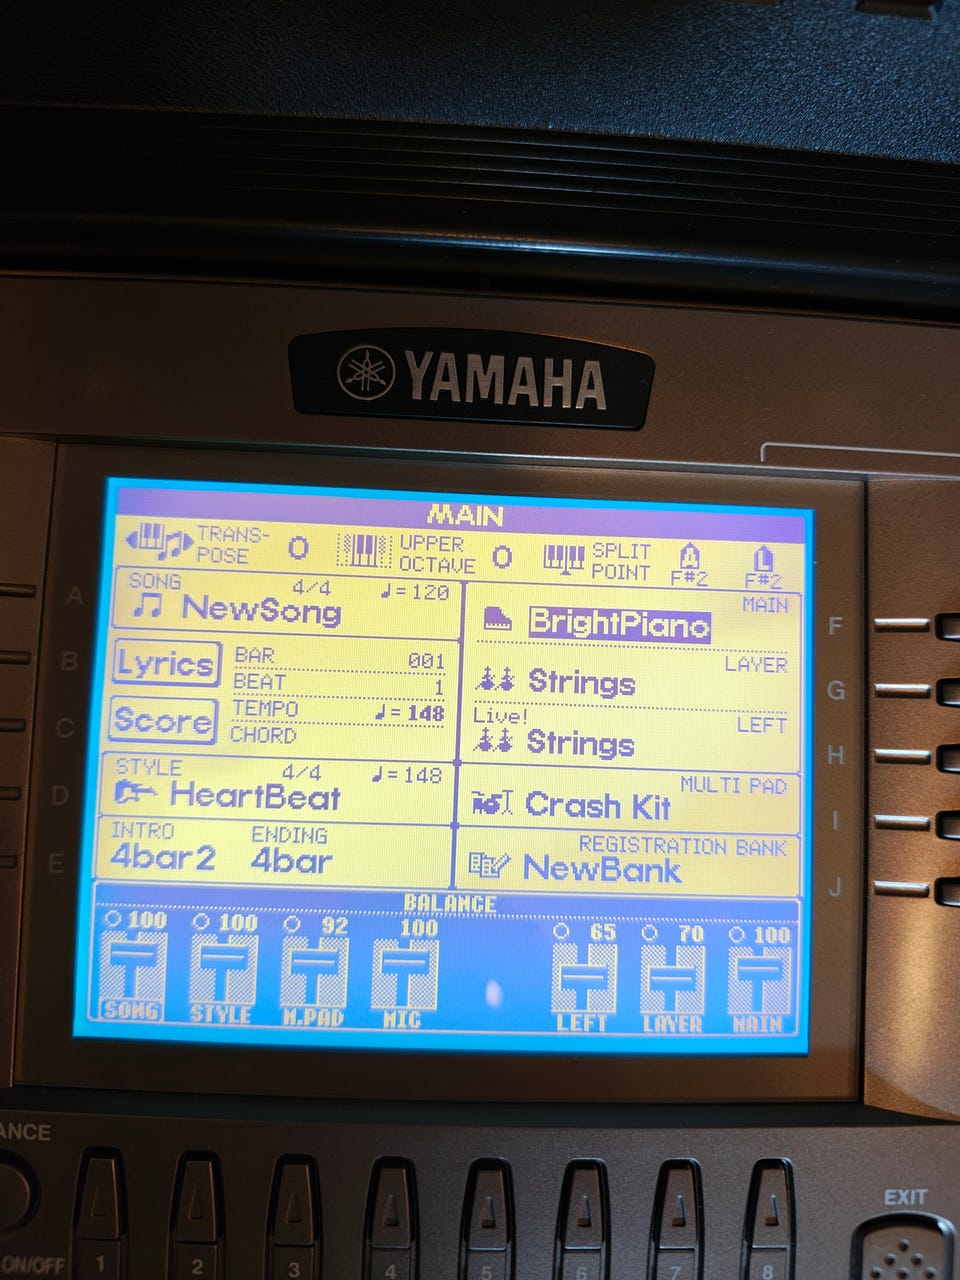 YAMAHA
MAIN
TRANS-
POSE
0
UPPER
OCTAVE
0
SPLIT
POINT
A
F#2
L
F#2
SONG
4/4
♩=120
NewSong
Lyrics
BAR
001
BEAT
1
Score
TEMPO
♩=148
CHORD
STYLE
4/4
♩=148
HeartBeat
INTRO
4bar2
ENDING
4bar
MAIN
BrightPiano
LAYER
Strings
Live!
LEFT
Strings
MULTI PAD
Crash Kit
REGISTRATION BANK
NewBank
A
B
C
D
E
F
G
H
I
J
BALANCE
100
100
92
100
65
70
100
SONG
STYLE
M.PAD
MIC
LEFT
LAYER
MAIN
ANCE
ON/OFF
1
2
3
4
5
6
7
8
EXIT